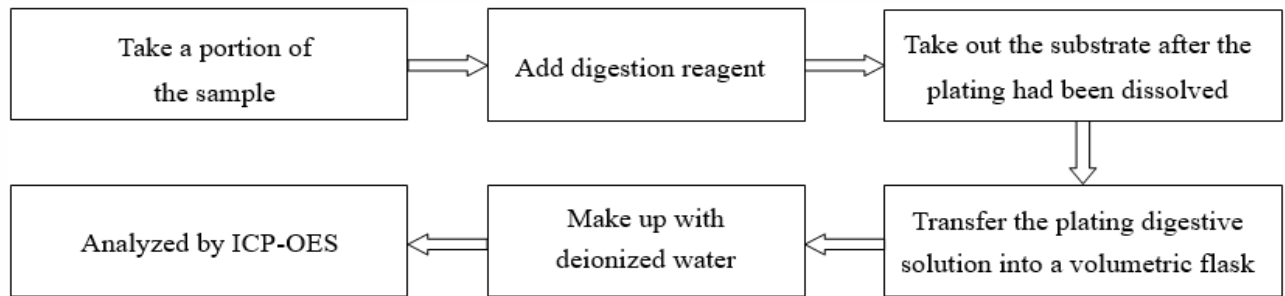 Take a portion of
the sample
Add digestion reagent
Take out the substrate after the
plating had been dissolved
Transfer the plating digestive
solution into a volumetric flask
Make up with
deionized water
Analyzed by ICP-OES